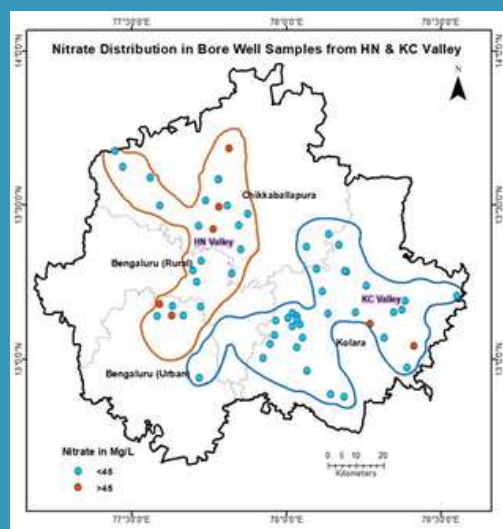 77°30'0"E 78°0'0"E 78°30'0"E
Nitrate Distribution in Bore Well Samples from HN & KC Valley
N
Chikkaballapura
HN Valley
Bengaluru (Rural)
KC Valley
Kolara
Bengaluru (Urban)
Nitrate in Mg/L
<45
>45
0 5 10 20
Kilometers
77°30'0"E 78°0'0"E 78°30'0"E